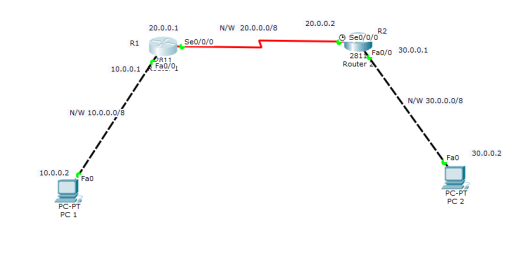 20.0.0.1
N/W 20.0.0.0/8
20.0.0.2
R1
Se0/0/0
Se0/0/0
R2
2811
Fa0/0
10.0.0.1
Fa0/0
30.0.0.1
Router 2
N/W 10.0.0.0/8
N/W 30.0.0.0/8
Fa0
30.0.0.2
10.0.0.2
Fa0
PC-PT
PC 2
PC-PT
PC 1